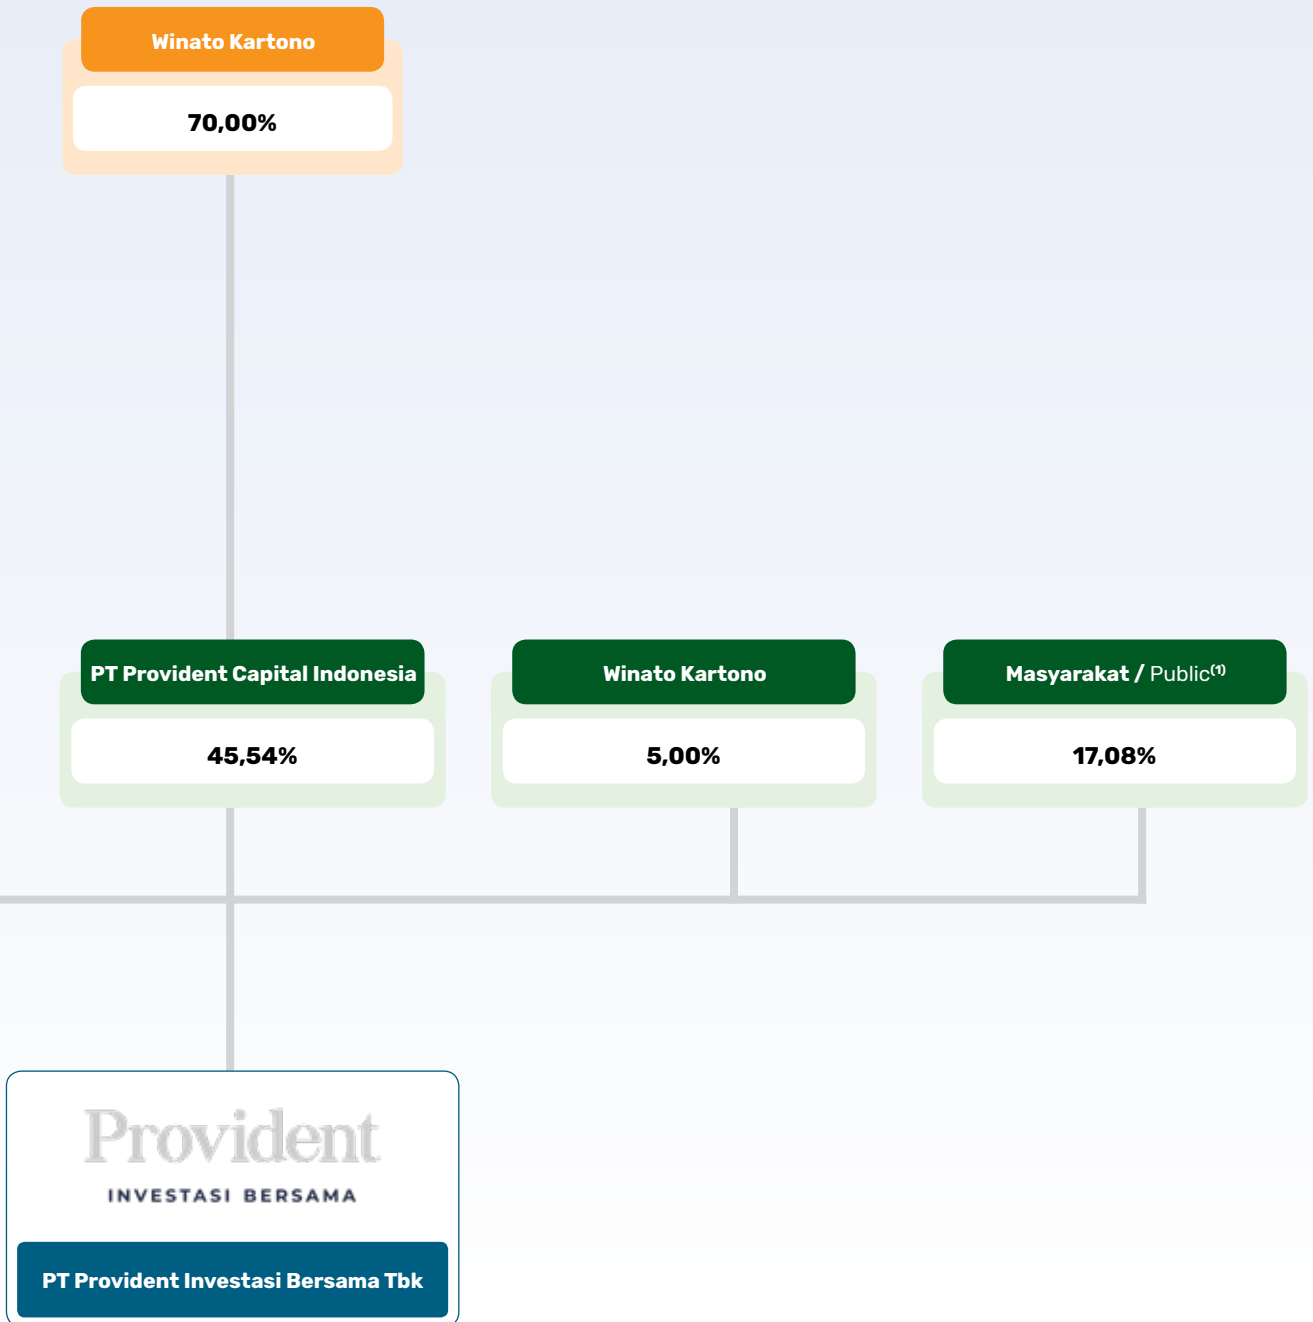 Winato Kartono
70,00%
PT Provident Capital Indonesia
45,54%
Winato Kartono
5,00%
Masyarakat / Public(1)
17,08%
Provident
INVESTASI BERSAMA
PT Provident Investasi Bersama Tbk